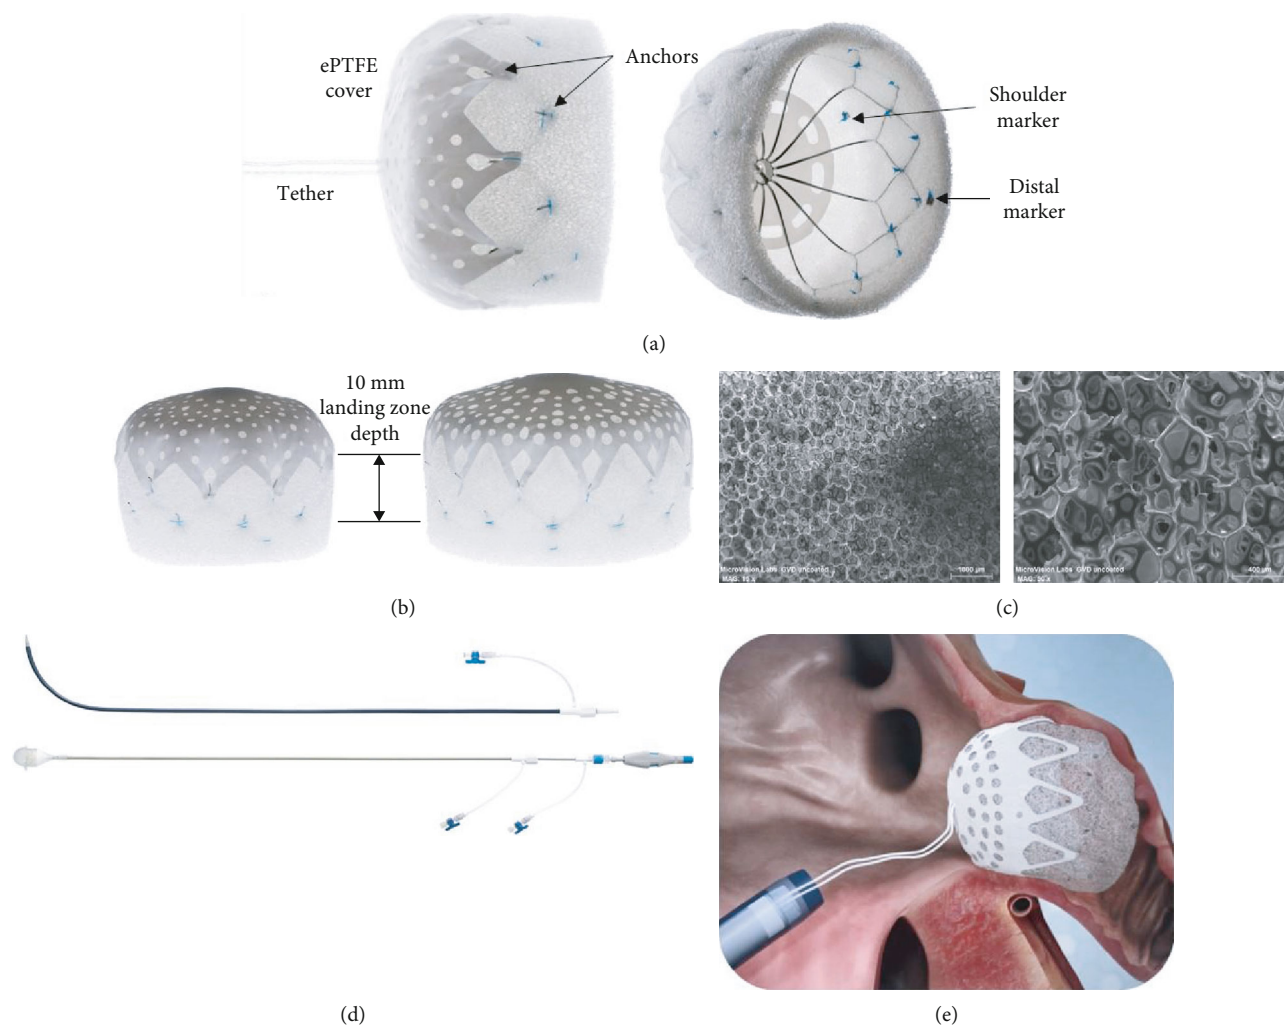 ePTFE
cover
Anchors
Tether
Shoulder
marker
Distal
marker
(a)
10 mm
landing zone
depth
(b)
MicroVision Labs GVD uncoated
1000 µm
MicroVision Labs GVD uncoated
400 µm
(c)
(d)
(e)